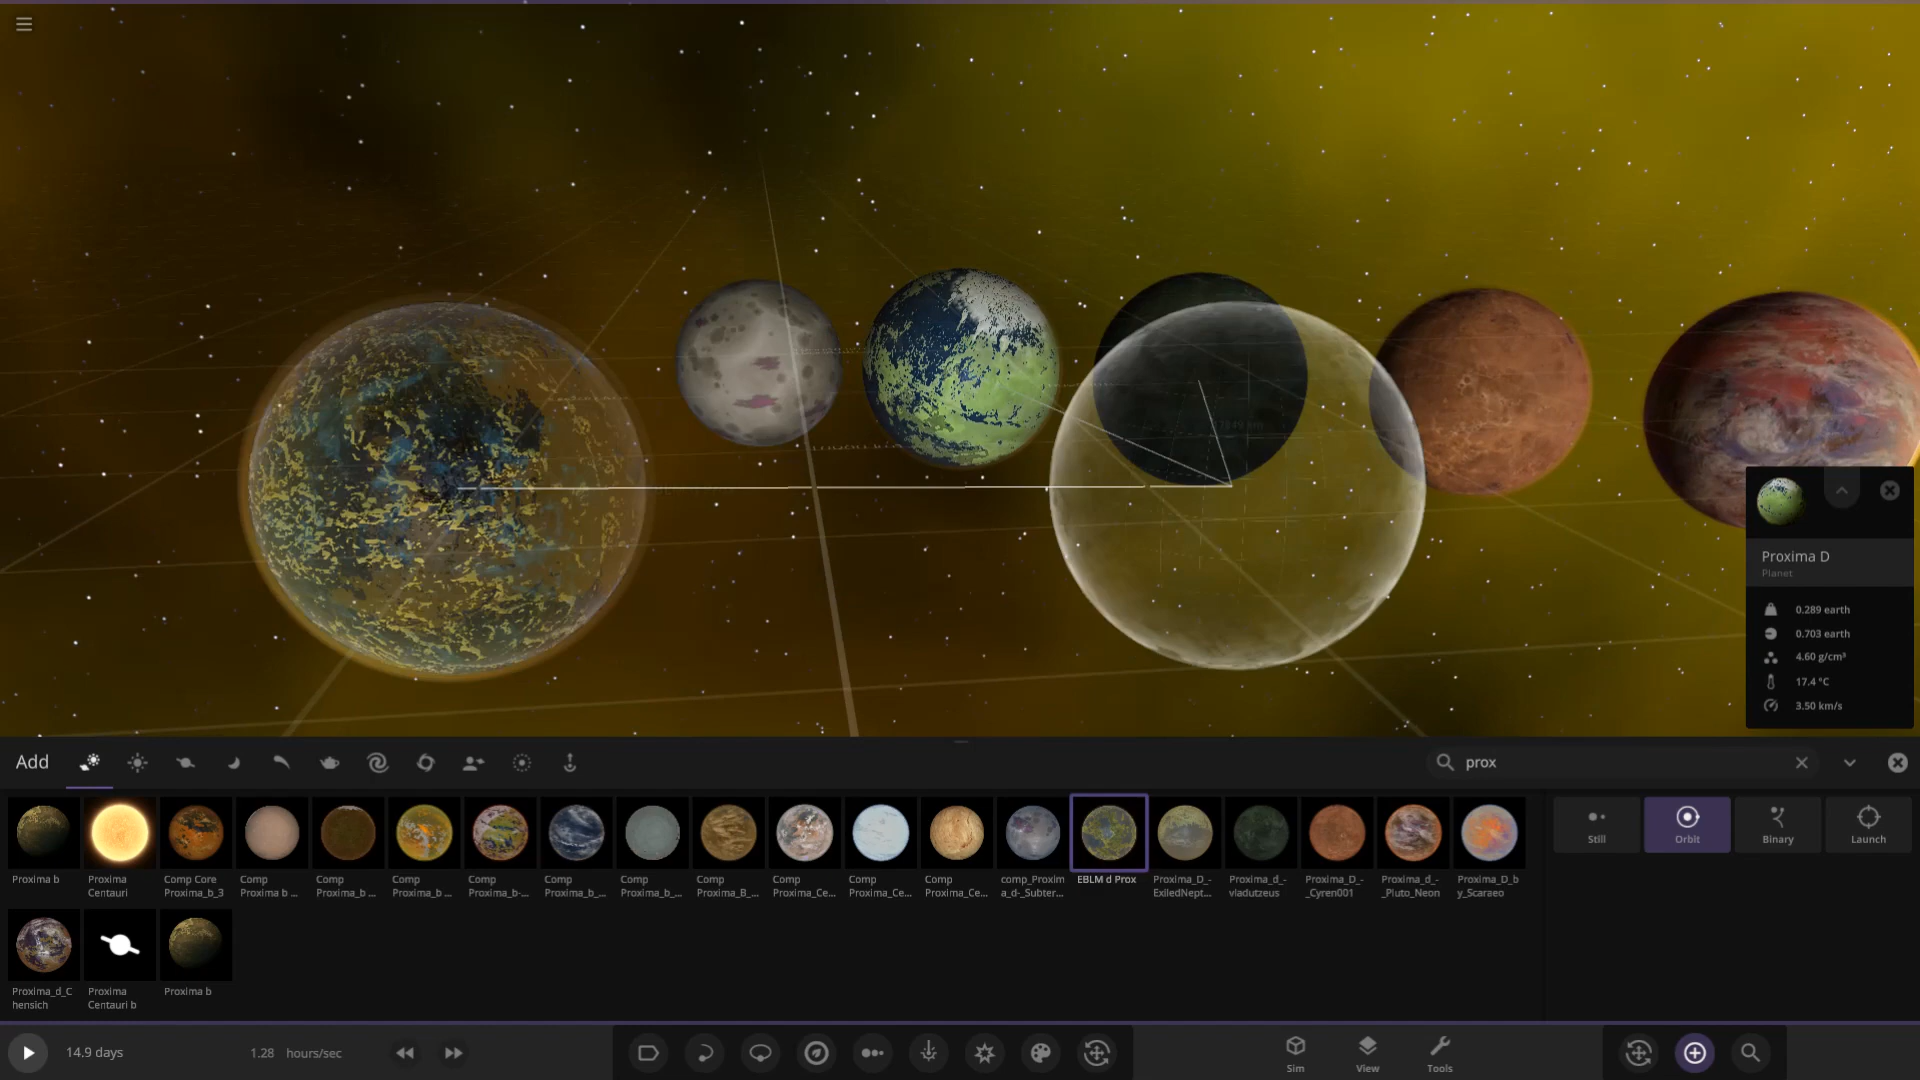 Proxima D
Planet
0.289 earth
0.703 earth
4.60 g/cm³
17.4 °C
3.50 km/s
Add
prox
Proxima b
Proxima
Centauri
Comp Core
Proxima_b_3
Comp
Proxima b ...
Comp
Proxima_b ...
Comp
Proxima_b ...
Comp
Proxima_b-...
Comp
Proxima_b_...
Comp
Proxima_b_...
Comp
Proxima_B_...
Comp
Proxima_Ce...
Comp
Proxima_Ce...
Comp
Proxima_Ce...
comp_Proxim
a_d-_Subter...
EBLM d Prox
Proxima_D_-
ExiledNept...
Proxima_d_-
vladutzeus
Proxima_D_-
_Cyren001
Proxima_d_-
_Pluto_Neon
Proxima_D_b
y_Scaraeo
Still
Orbit
Binary
Launch
Proxima_d_C
hensich
Proxima
Centauri b
Proxima b
14.9 days
1.28 hours/sec
Sim
View
Tools